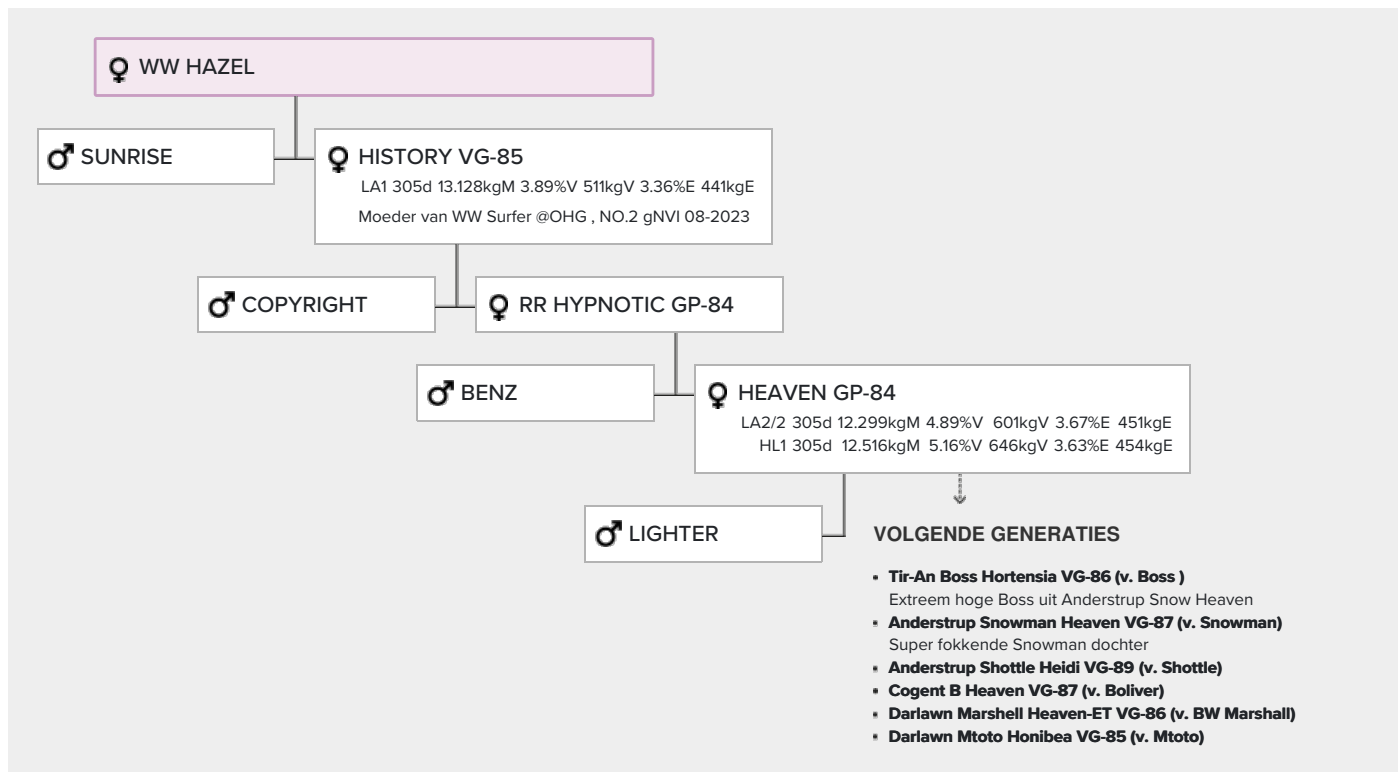 WW HAZEL
SUNRISE
HISTORY VG-85
LA1 305d 13.128kgM 3.89%V 511kgV 3.36%E 441kgE
Moeder van WW Surfer @OHG , NO.2 gNVI 08-2023
COPYRIGHT
RR HYPNOTIC GP-84
BENZ
HEAVEN GP-84
LA2/2 305d 12.299kgM 4.89%V 601kgV 3.67%E 451kgE
HL1 305d 12.516kgM 5.16%V 646kgV 3.63%E 454kgE
LIGHTER
VOLGENDE GENERATIES
Tir-An Boss Hortensia VG-86 (v. Boss )
Extreem hoge Boss uit Anderstrup Snow Heaven
Anderstrup Snowman Heaven VG-87 (v. Snowman)
Super fokkende Snowman dochter
Anderstrup Shottle Heidi VG-89 (v. Shottle)
Cogent B Heaven VG-87 (v. Boliver)
Darlawn Marshell Heaven-ET VG-86 (v. BW Marshall)
Darlawn Mtoto Honibea VG-85 (v. Mtoto)